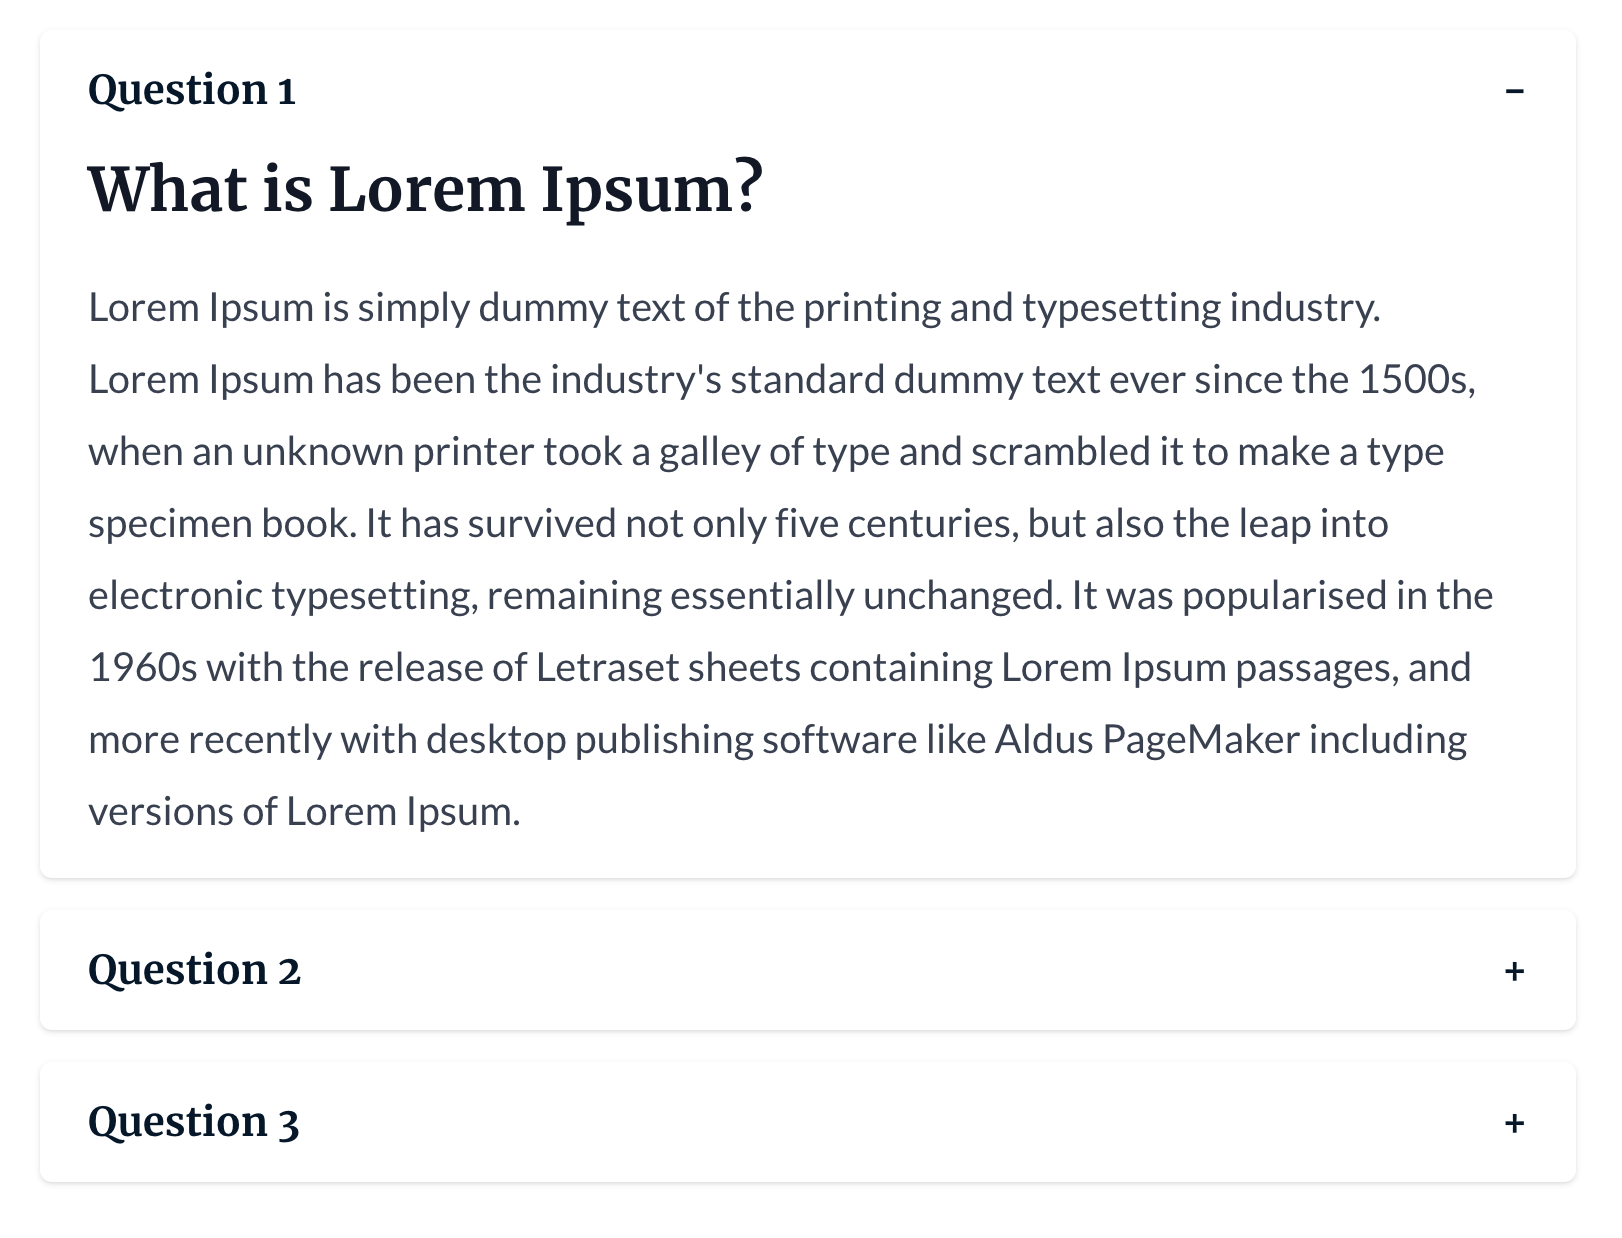 Question 1 –
What is Lorem Ipsum?
Lorem Ipsum is simply dummy text of the printing and typesetting industry.
Lorem Ipsum has been the industry's standard dummy text ever since the 1500s,
when an unknown printer took a galley of type and scrambled it to make a type
specimen book. It has survived not only five centuries, but also the leap into
electronic typesetting, remaining essentially unchanged. It was popularised in the
1960s with the release of Letraset sheets containing Lorem Ipsum passages, and
more recently with desktop publishing software like Aldus PageMaker including
versions of Lorem Ipsum.
Question 2 +
Question 3 +